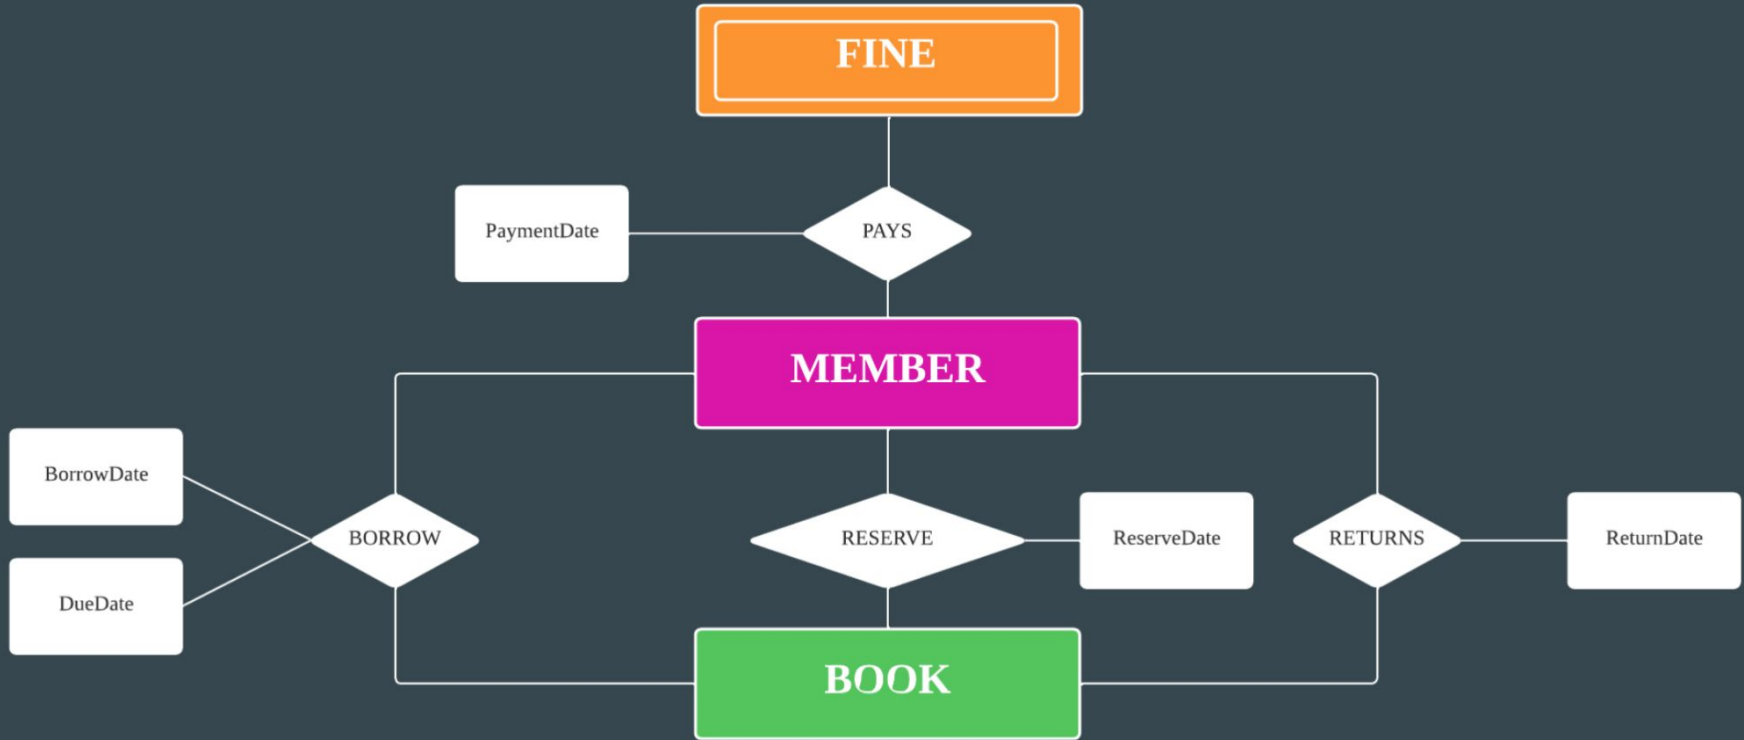 FINE
PaymentDate
PAYS
MEMBER
BorrowDate
DueDate
BORROW
RESERVE
ReserveDate
RETURNS
ReturnDate
BOOK